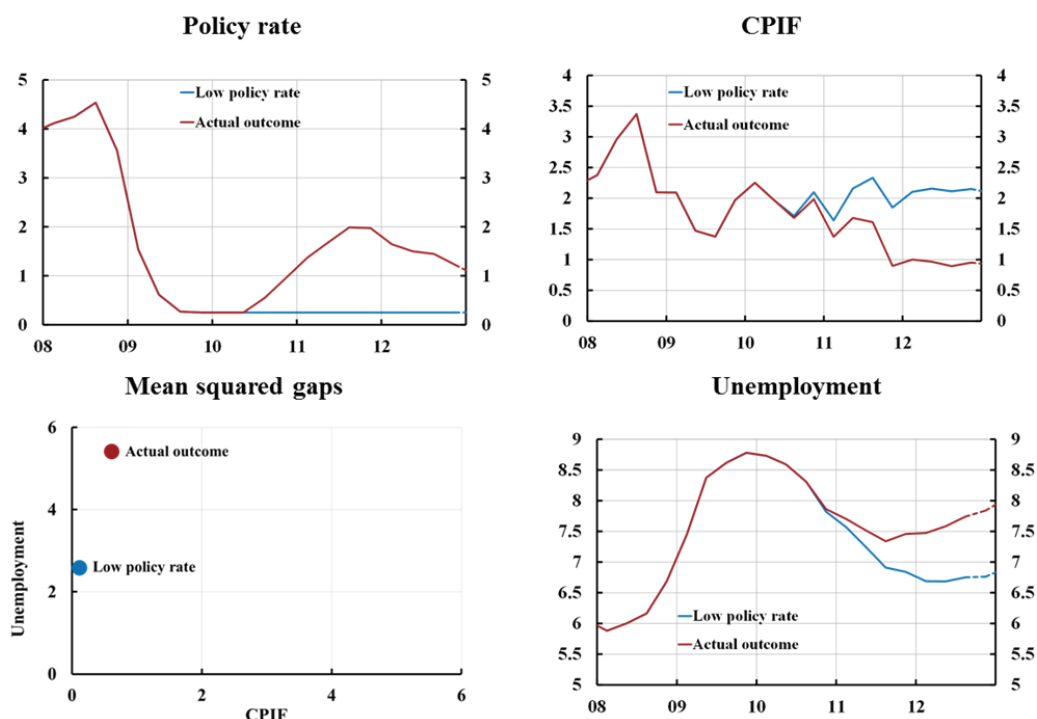 Policy rate
5
4
3
2
1
0
Low policy rate
Actual outcome
5
4
3
2
1
0
08 09 10 11 12
CPIF
4
3.5
3
2.5
2
1.5
1
0.5
0
Low policy rate
Actual outcome
4
3.5
3
2.5
2
1.5
1
0.5
0
08 09 10 11 12
Mean squared gaps
Unemployment
6
4
2
0
Actual outcome
Low policy rate
0 2 4 6
CPIF
Unemployment
9
8.5
8
7.5
7
6.5
6
5.5
5
Low policy rate
Actual outcome
9
8.5
8
7.5
7
6.5
6
5.5
5
08 09 10 11 12